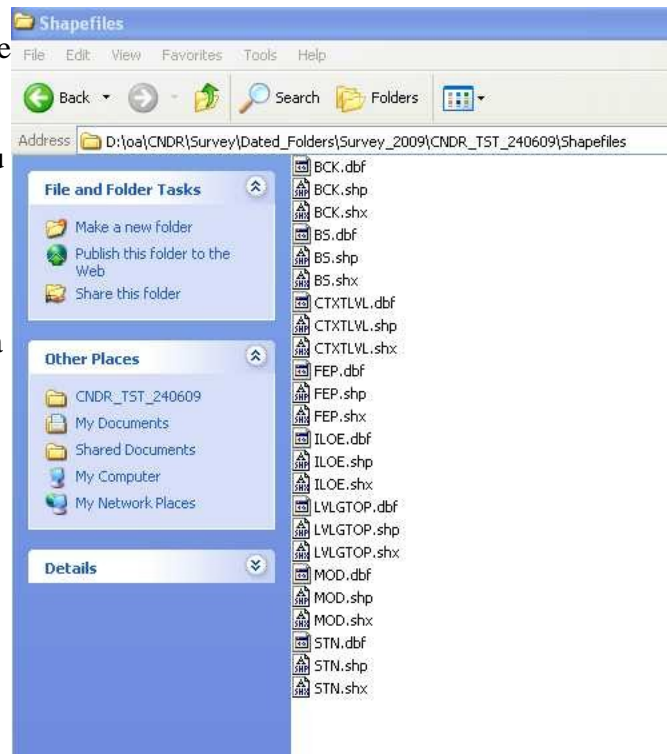 Shapefiles
e
File Edit View Favorites Tools Help
Back Search Folders
Address D:\oa\CNDR\Survey\Dated_Folders\Survey_2009\CNDR_TST_240609\Shapefiles
File and Folder Tasks
Make a new folder
Publish this folder to the
Web
Share this folder
Other Places
CNDR_TST_240609
My Documents
Shared Documents
My Computer
My Network Places
Details
BCK.dbf
BCK.shp
BCK.shx
BS.dbf
BS.shp
BS.shx
CTXTLVL.dbf
CTXTLVL.shp
CTXTLVL.shx
FEP.dbf
FEP.shp
FEP.shx
ILOE.dbf
ILOE.shp
ILOE.shx
LVLGTOP.dbf
LVLGTOP.shp
LVLGTOP.shx
MOD.dbf
MOD.shp
MOD.shx
STN.dbf
STN.shp
STN.shx